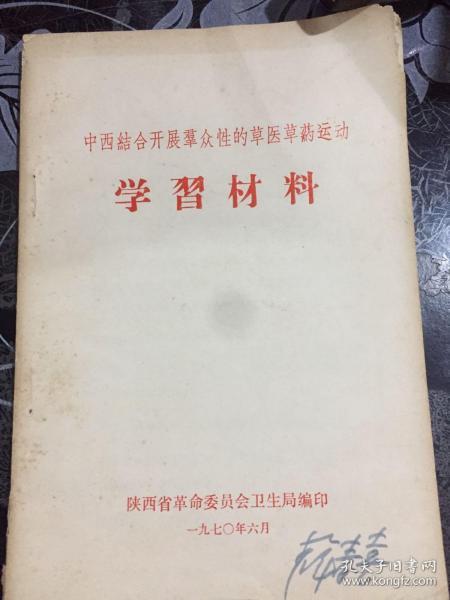 中西結合开展羣众性的草医草葯运动
学習材料
陕西省革命委员会卫生局編印
一九七〇年六月
孔夫子旧书网
www.kongfz.com